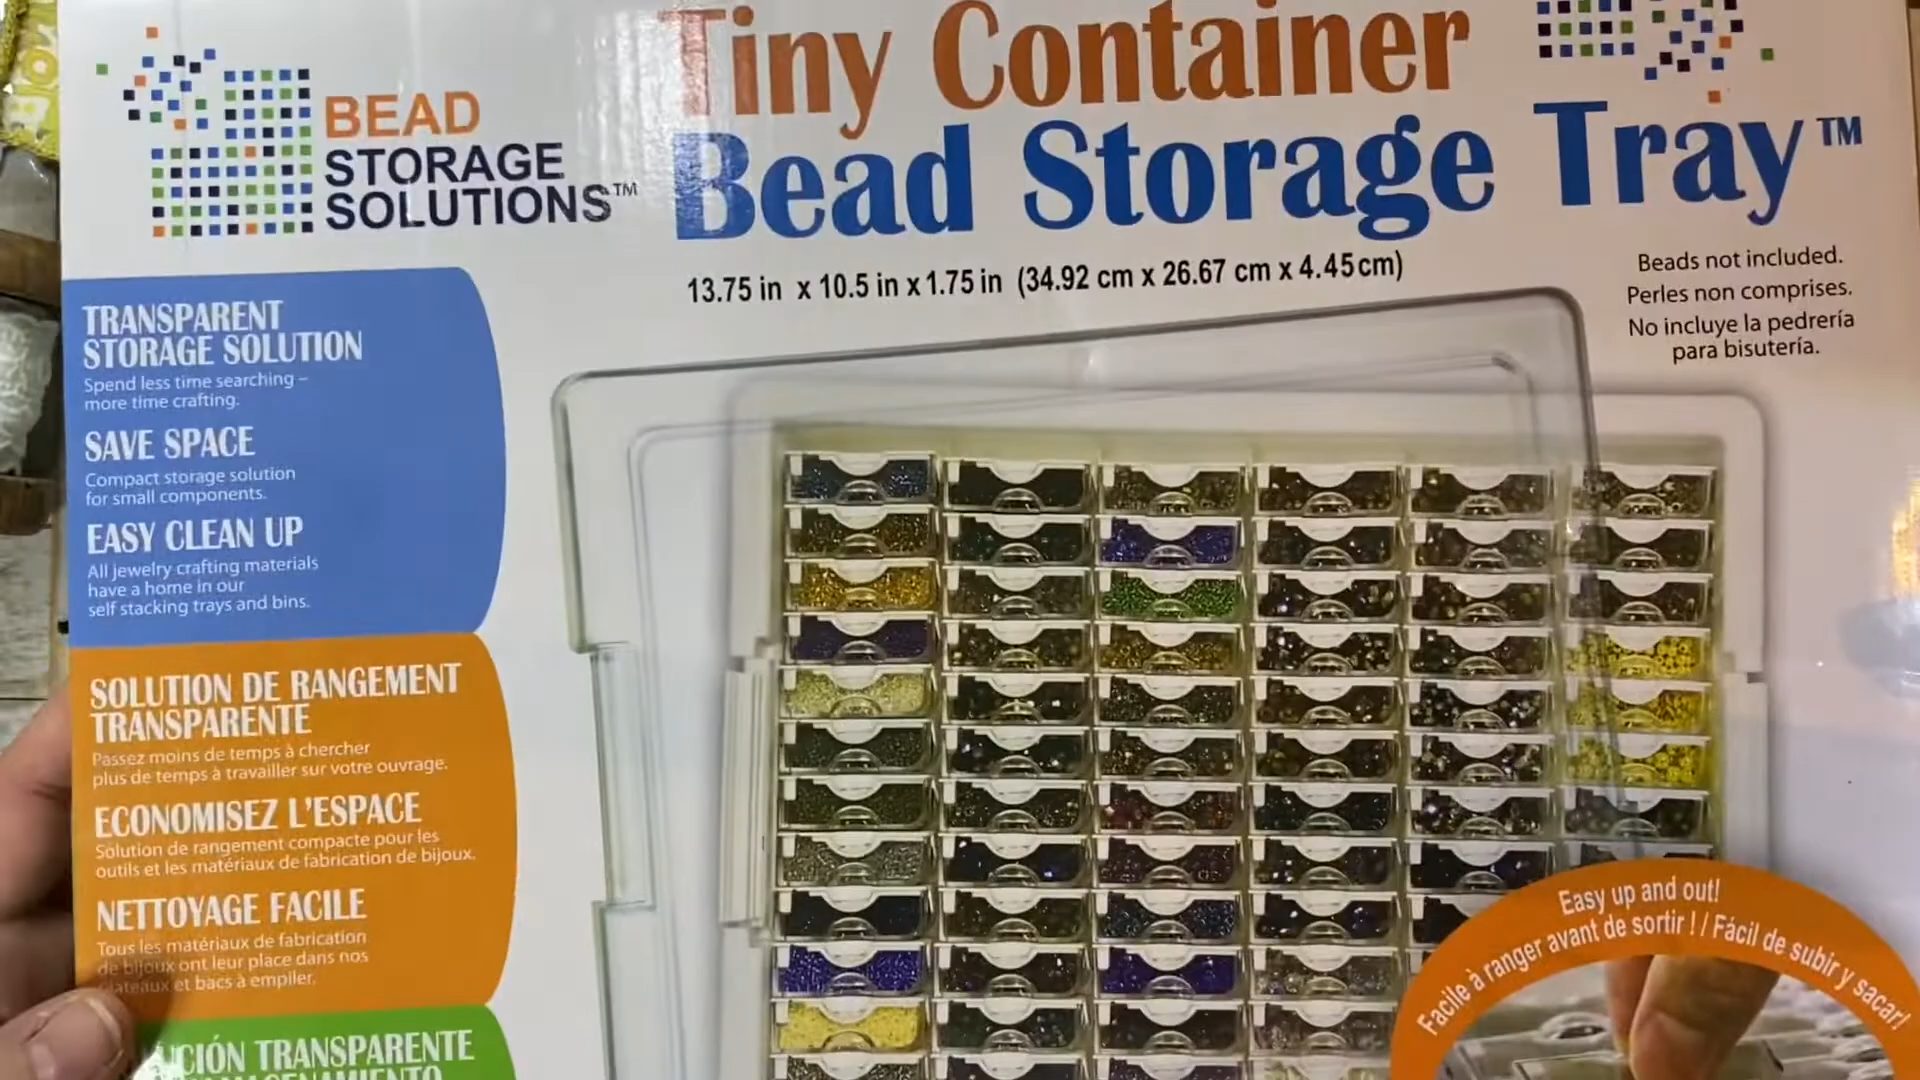 Tiny Container
Bead Storage Tray™
BEAD
STORAGE
SOLUTIONS™
13.75 in x 10.5 in x 1.75 in (34.92 cm x 26.67 cm x 4.45cm)
Beads not included.
Perles non comprises.
No incluye la pedrería
para bisutería.
TRANSPARENT
STORAGE SOLUTION
Spend less time searching –
more time crafting.
SAVE SPACE
Compact storage solution
for small components.
EASY CLEAN UP
All jewelry crafting materials
have a home in our
self stacking trays and bins.
SOLUTION DE RANGEMENT
TRANSPARENTE
Passez moins de temps à chercher
plus de temps à travailler sur votre ouvrage.
ECONOMISEZ L'ESPACE
Solution de rangement compacte pour les
outils et les matériaux de fabrication de bijoux.
NETTOYAGE FACILE
Tous les matériaux de fabrication
de bijoux ont leur place dans nos
plateaux et bacs à empiler.
TRANSPARENTE
Easy up and out!
Facile à ranger avant de sortir ! / Fácil de subir y sacar!